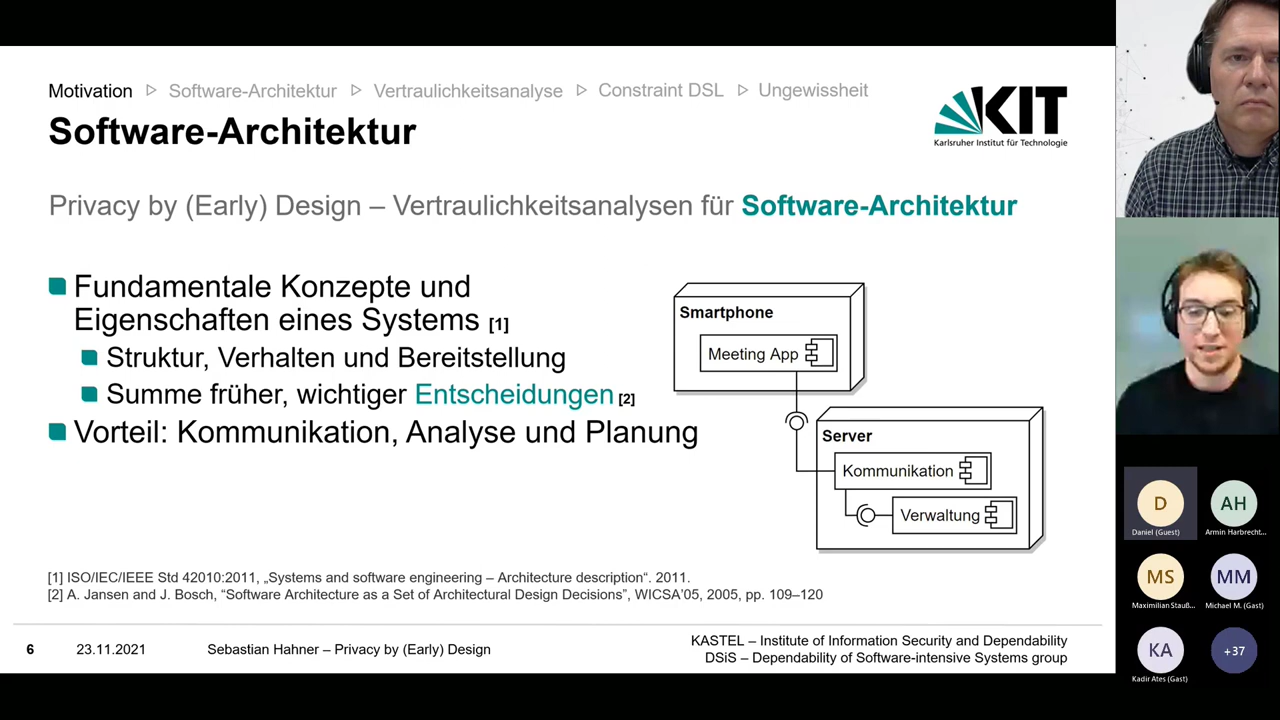 Motivation ▷ Software-Architektur ▷ Vertraulichkeitsanalyse ▷ Constraint DSL ▷ Ungewissheit
Software-Architektur
KIT
Karlsruher Institut für Technologie
Privacy by (Early) Design – Vertraulichkeitsanalysen für Software-Architektur
Fundamentale Konzepte und
Eigenschaften eines Systems [1]
Struktur, Verhalten und Bereitstellung
Summe früher, wichtiger Entscheidungen [2]
Vorteil: Kommunikation, Analyse und Planung
Smartphone
Meeting App
Server
Kommunikation
Verwaltung
[1] ISO/IEC/IEEE Std 42010:2011, „Systems and software engineering – Architecture description“. 2011.
[2] A. Jansen and J. Bosch, “Software Architecture as a Set of Architectural Design Decisions”, WICSA’05, 2005, pp. 109–120
6 23.11.2021 Sebastian Hahner – Privacy by (Early) Design
KASTEL – Institute of Information Security and Dependability
DSiS – Dependability of Software-intensive Systems group
D
Daniel (Guest)
AH
Armin Harbrecht...
MS
Maximilian Stauß...
MM
Michael M. (Gast)
KA
Kadir Ates (Gast)
+37